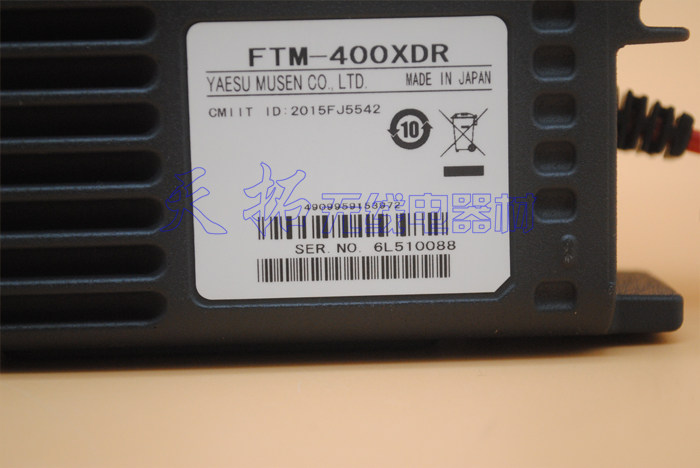 FTM-400XDR
YAESU MUSEN CO., LTD. MADE IN JAPAN
CMIIT ID:2015FJ5542
10
天拓无线电器材
SER.NO. 6L510088